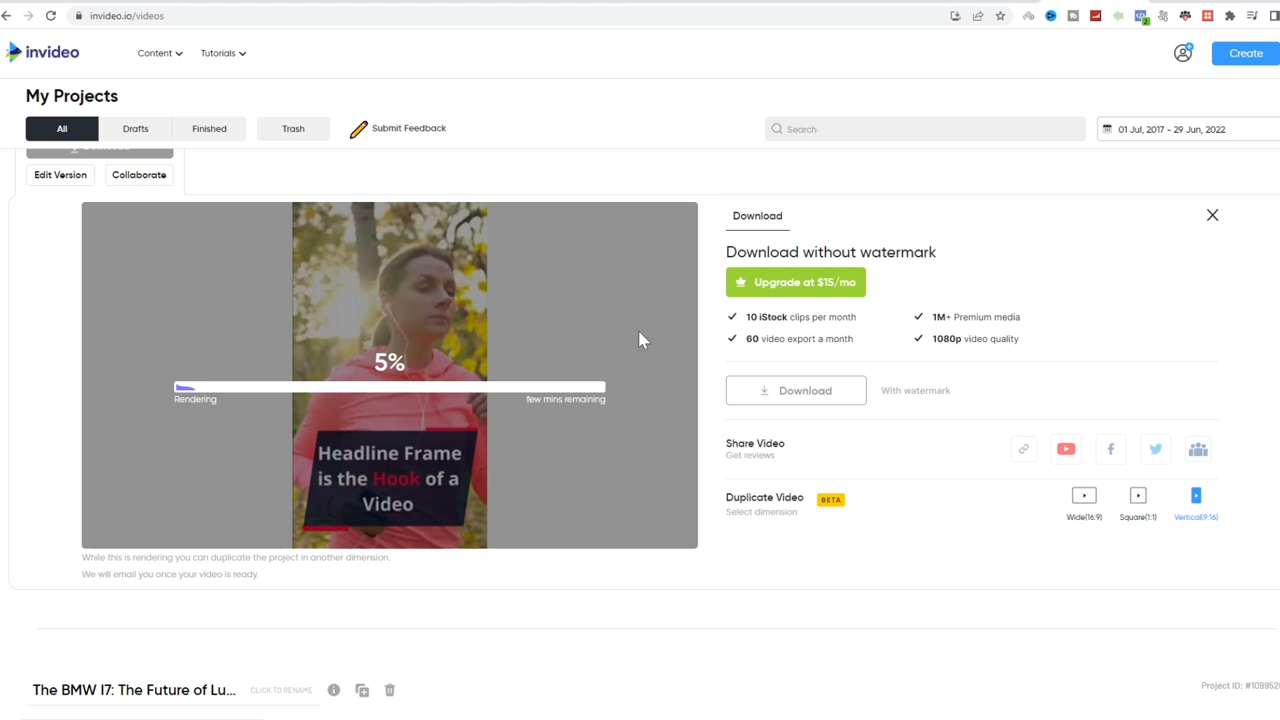 invideo.io/videos
2
invideo
Content
Tutorials
Create
My Projects
All
Drafts
Finished
Trash
Submit Feedback
Search
01 Jul, 2017 - 29 Jun, 2022
Edit Version
Collaborate
Download
Download without watermark
Upgrade at $15/mo
10 iStock clips per month
1M+ Premium media
60 video export a month
1080p video quality
5%
Rendering
few mins remaining
Download
With watermark
Headline Frame
is the Hook of a
Video
Share Video
Get reviews
Duplicate Video
BETA
Select dimension
Wide(16:9)
Square(1:1)
Vertical(9:16)
While this is rendering you can duplicate the project in another dimension.
We will email you once your video is ready.
The BMW I7: The Future of Lu...
CLICK TO RENAME
Project ID: #109952